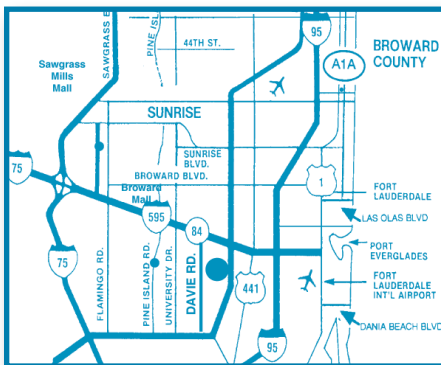 SAWGRASS E
PINE ISL
44TH ST.
95
A1A
BROWARD
COUNTY
Sawgrass
Mills
Mall
SUNRISE
SUNRISE
BLVD.
BROWARD BLVD.
75
Broward
Mall
1
FORT
LAUDERDALE
LAS OLAS BLVD
595
84
PORT
EVERGLADES
75
FLAMINGO RD.
PINE ISLAND RD.
UNIVERSITY DR.
DAVIE RD.
441
FORT
LAUDERDALE
INT'L AIRPORT
95
DANIA BEACH BLVD